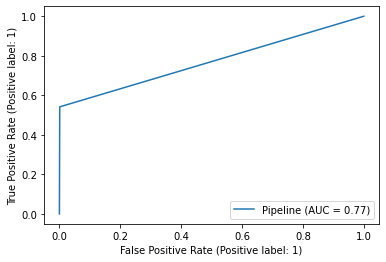 1.0
0.8
0.6
0.4
0.2
0.0
True Positive Rate (Positive label: 1)
Pipeline (AUC = 0.77)
0.0 0.2 0.4 0.6 0.8 1.0
False Positive Rate (Positive label: 1)